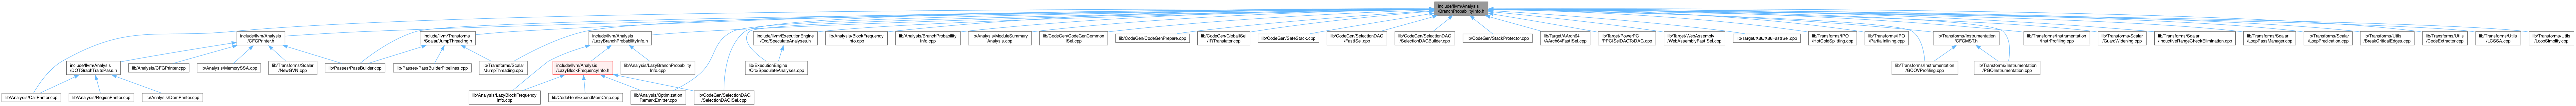 include/llvm/Analysis
/BranchProbabilityInfo.h
include/llvm/Analysis
/CFGPrinter.h
include/llvm/Transforms
/Scalar/JumpThreading.h
include/llvm/Analysis
/LazyBranchProbabilityInfo.h
include/llvm/ExecutionEngine
/Orc/SpeculateAnalyses.h
lib/Analysis/BlockFrequency
Info.cpp
lib/Analysis/BranchProbability
Info.cpp
lib/Analysis/ModuleSummary
Analysis.cpp
lib/CodeGen/CodeGenCommon
ISel.cpp
lib/CodeGen/CodeGenPrepare.cpp
lib/CodeGen/GlobalISel
/IRTranslator.cpp
lib/CodeGen/SafeStack.cpp
lib/CodeGen/SelectionDAG
/FastISel.cpp
lib/CodeGen/SelectionDAG
/SelectionDAGBuilder.cpp
lib/CodeGen/StackProtector.cpp
lib/Target/AArch64
/AArch64FastISel.cpp
lib/Target/PowerPC
/PPCISelDAGToDAG.cpp
lib/Target/WebAssembly
/WebAssemblyFastISel.cpp
lib/Target/X86/X86FastISel.cpp
lib/Transforms/IPO
/HotColdSplitting.cpp
lib/Transforms/IPO
/PartialInlining.cpp
lib/Transforms/Instrumentation
/CFGMST.h
lib/Transforms/Instrumentation
/InstrProfiling.cpp
lib/Transforms/Scalar
/GuardWidening.cpp
lib/Transforms/Scalar
/InductiveRangeCheckElimination.cpp
lib/Transforms/Scalar
/LoopPassManager.cpp
lib/Transforms/Scalar
/LoopPredication.cpp
lib/Transforms/Utils
/BreakCriticalEdges.cpp
lib/Transforms/Utils
/CodeExtractor.cpp
lib/Transforms/Utils
/LCSSA.cpp
lib/Transforms/Utils
/LoopSimplify.cpp
include/llvm/Analysis
/DOTGraphTraitsPass.h
lib/Analysis/CFGPrinter.cpp
lib/Analysis/MemorySSA.cpp
lib/Transforms/Scalar
/NewGVN.cpp
lib/Passes/PassBuilder.cpp
lib/Passes/PassBuilderPipelines.cpp
lib/Transforms/Scalar
/JumpThreading.cpp
include/llvm/Analysis
/LazyBlockFrequencyInfo.h
lib/Analysis/LazyBranchProbability
Info.cpp
lib/ExecutionEngine
/Orc/SpeculateAnalyses.cpp
lib/Transforms/Instrumentation
/GCOVProfiling.cpp
lib/Transforms/Instrumentation
/PGOInstrumentation.cpp
lib/Analysis/CallPrinter.cpp
lib/Analysis/RegionPrinter.cpp
lib/Analysis/DomPrinter.cpp
lib/Analysis/LazyBlockFrequency
Info.cpp
lib/CodeGen/ExpandMemCmp.cpp
lib/Analysis/Optimization
RemarkEmitter.cpp
lib/CodeGen/SelectionDAG
/SelectionDAGISel.cpp